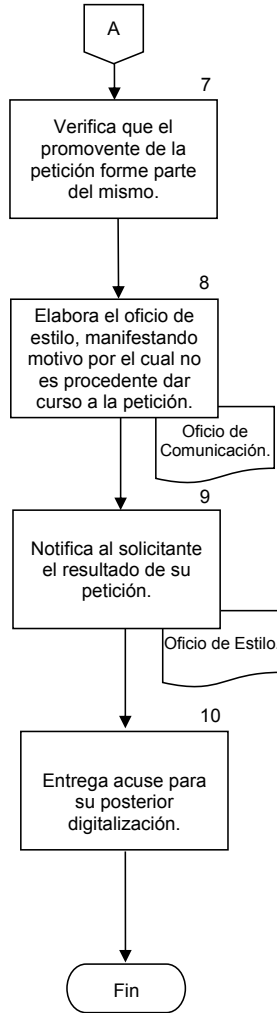 A
7
Verifica que el
promovente de la
petición forme parte
del mismo.
8
Elabora el oficio de
estilo, manifestando
motivo por el cual no
es procedente dar
curso a la petición.
Oficio de
Comunicación.
9
Notifica al solicitante
el resultado de su
petición.
Oficio de Estilo.
10
Entrega acuse para
su posterior
digitalización.
Fin